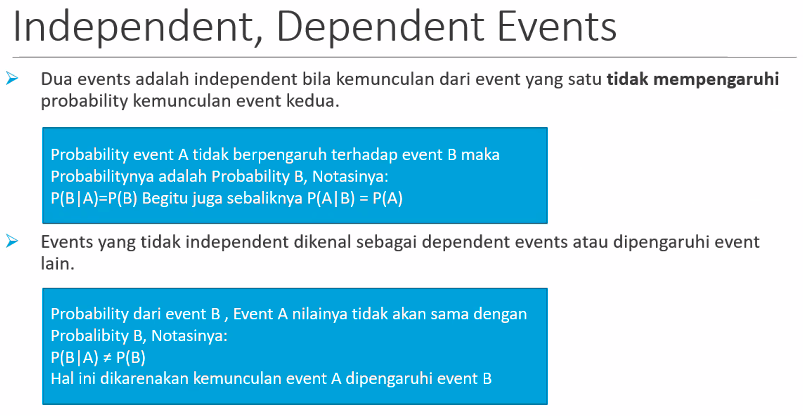 Independent, Dependent Events
Dua events adalah independent bila kemunculan dari event yang satu tidak mempengaruhi
probability kemunculan event kedua.
Probability event A tidak berpengaruh terhadap event B maka
Probabilitynya adalah Probability B, Notasinya:
P(B|A)=P(B) Begitu juga sebaliknya P(A|B) = P(A)
Events yang tidak independent dikenal sebagai dependent events atau dipengaruhi event
lain.
Probability dari event B , Event A nilainya tidak akan sama dengan
Probalibity B, Notasinya:
P(B|A) ≠ P(B)
Hal ini dikarenakan kemunculan event A dipengaruhi event B